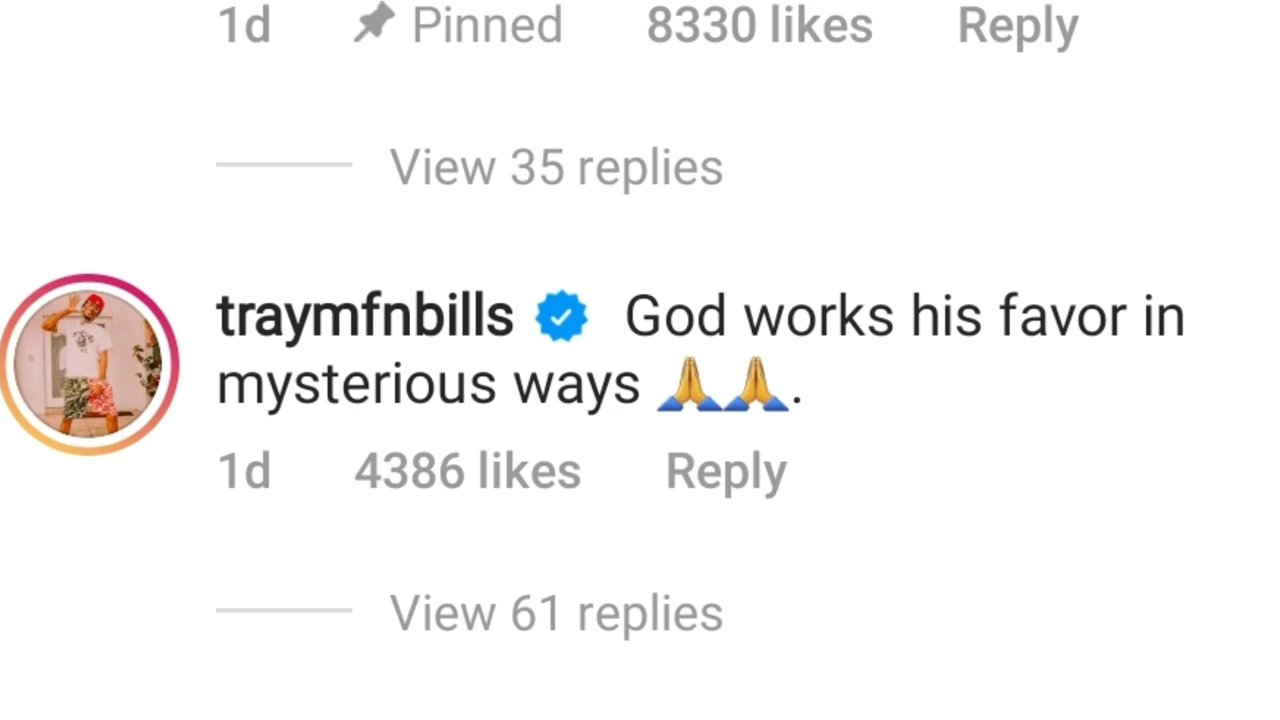 1d Pinned 8330 likes Reply
View 35 replies
traymfnbills God works his favor in
mysterious ways 🙏🙏.
1d 4386 likes Reply
View 61 replies